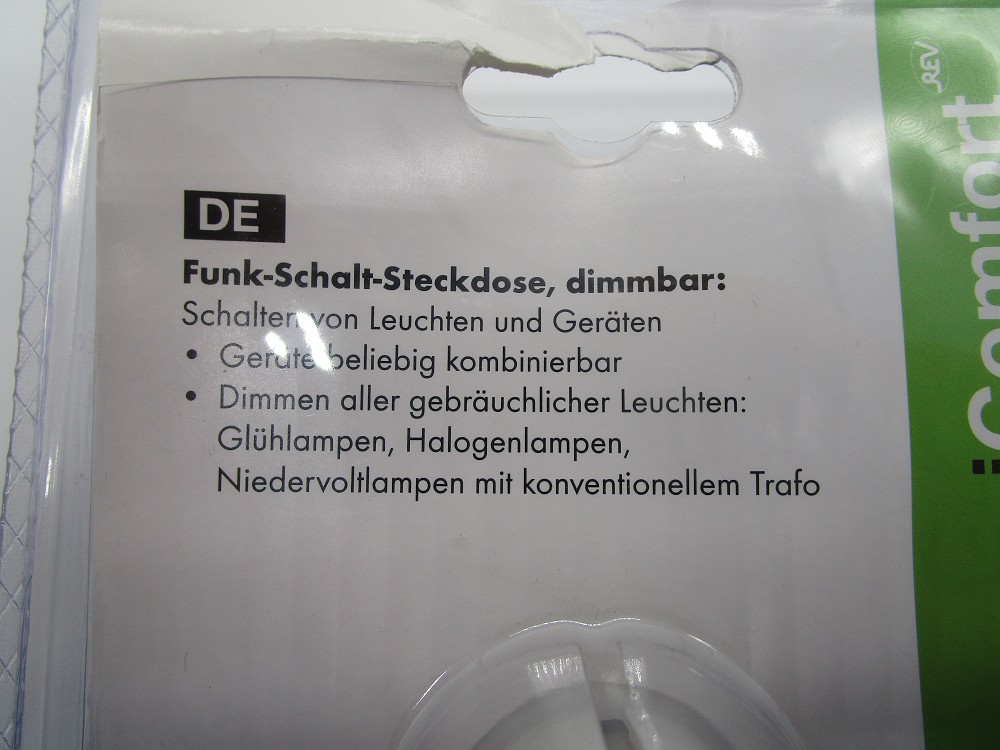 DE
Funk-Schalt-Steckdose, dimmbar:
Schalten von Leuchten und Geräten
• Geräte beliebig kombinierbar
• Dimmen aller gebräuchlicher Leuchten:
Glühlampen, Halogenlampen,
Niedervoltlampen mit konventionellem Trafo
REV
iComfort